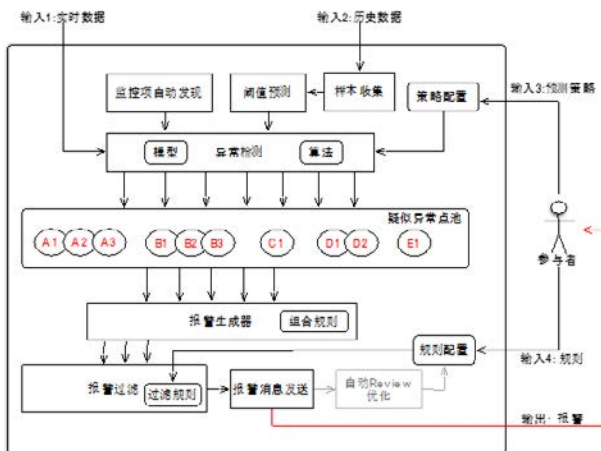 输入1:实时数据
输入2:历史数据
监控项自动发现
阈值预测
样本收集
策略配置
输入3:预测策略
模型
异常检测
算法
疑似异常点池
A1
A2
A3
B1
B2
B3
C1
D1
D2
E1
参与者
报警生成器
组合规则
规则配置
输入4: 规则
报警过滤
过滤规则
报警消息发送
自动Review
优化
输出: 报警